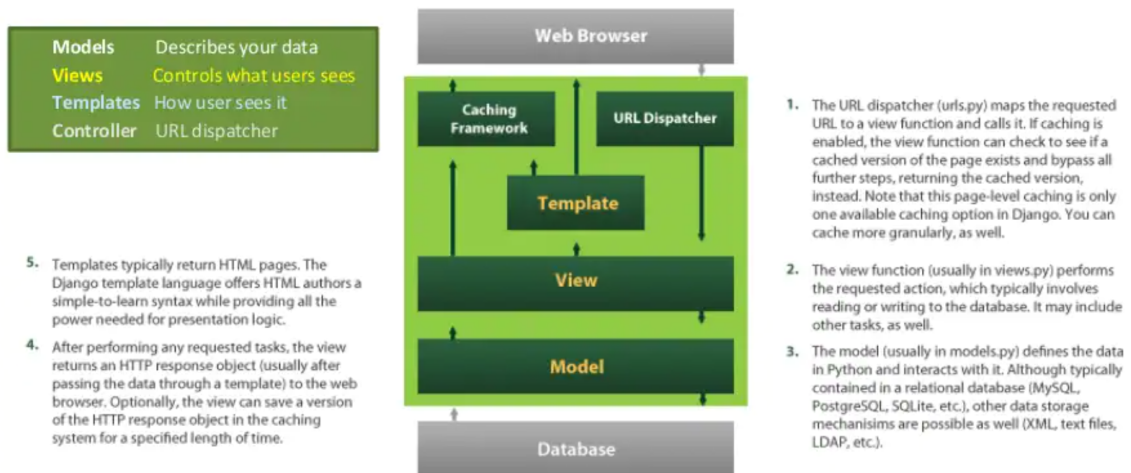 Models Describes your data
Views Controls what users sees
Templates How user sees it
Controller URL dispatcher
Web Browser
Caching
Framework
URL Dispatcher
Template
View
Model
Database
1. The URL dispatcher (urls.py) maps the requested
URL to a view function and calls it. If caching is
enabled, the view function can check to see if a
cached version of the page exists and bypass all
further steps, returning the cached version,
instead. Note that this page-level caching is only
one available caching option in Django. You can
cache more granularly, as well.
2. The view function (usually in views.py) performs
the requested action, which typically involves
reading or writing to the database. It may include
other tasks, as well.
3. The model (usually in models.py) defines the data
in Python and interacts with it. Although typically
contained in a relational database (MySQL,
PostgreSQL, SQLite, etc.), other data storage
mechanisims are possible as well (XML, text files,
LDAP, etc.).
5. Templates typically return HTML pages. The
Django template language offers HTML authors a
simple-to-learn syntax while providing all the
power needed for presentation logic.
4. After performing any requested tasks, the view
returns an HTTP response object (usually after
passing the data through a template) to the web
browser. Optionally, the view can save a version
of the HTTP response object in the caching
system for a specified length of time.